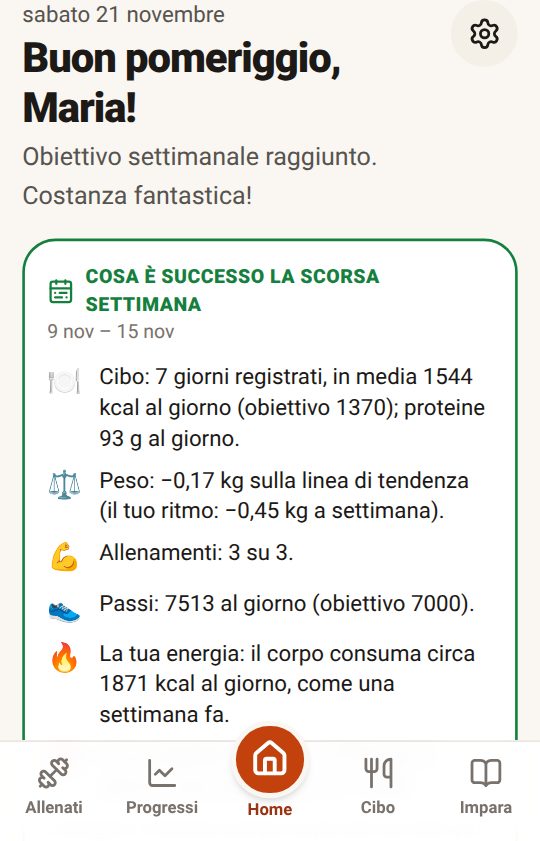 sabato 21 novembre
Buon pomeriggio,
Maria!
Obiettivo settimanale raggiunto.
Costanza fantastica!
COSA È SUCCESSO LA SCORSA
SETTIMANA
9 nov – 15 nov
Cibo: 7 giorni registrati, in media 1544
kcal al giorno (obiettivo 1370); proteine
93 g al giorno.
Peso: −0,17 kg sulla linea di tendenza
(il tuo ritmo: −0,45 kg a settimana).
Allenamenti: 3 su 3.
Passi: 7513 al giorno (obiettivo 7000).
La tua energia: il corpo consuma circa
1871 kcal al giorno, come una
settimana fa.
Allenati
Progressi
Home
Cibo
Impara